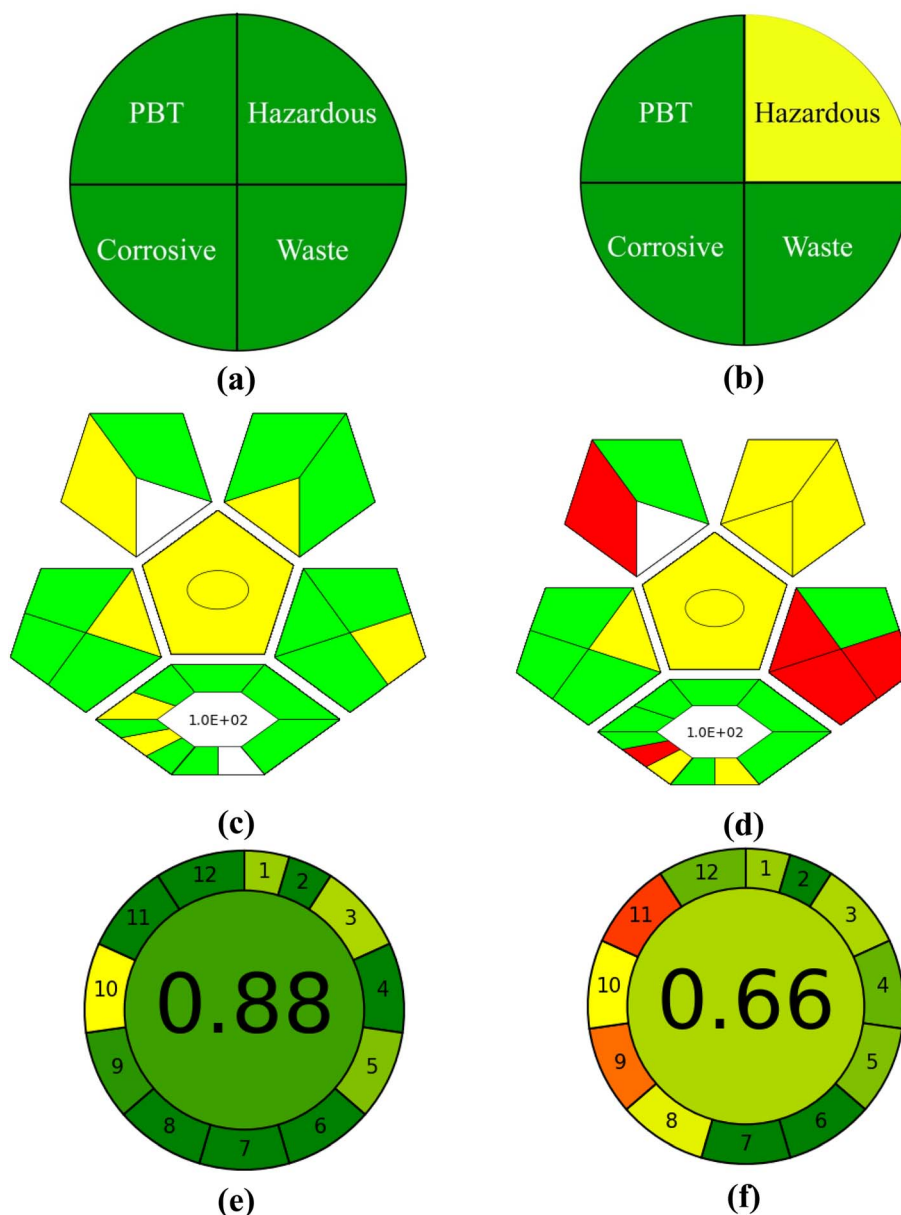 PBT Hazardous
Corrosive Waste
(a)
PBT Hazardous
Corrosive Waste
(b)
1.0E+02
(c)
1.0E+02
(d)
1
2
3
4
5
6
7
8
9
10
11
12
0.88
(e)
1
2
3
4
5
6
7
8
9
10
11
12
0.66
(f)